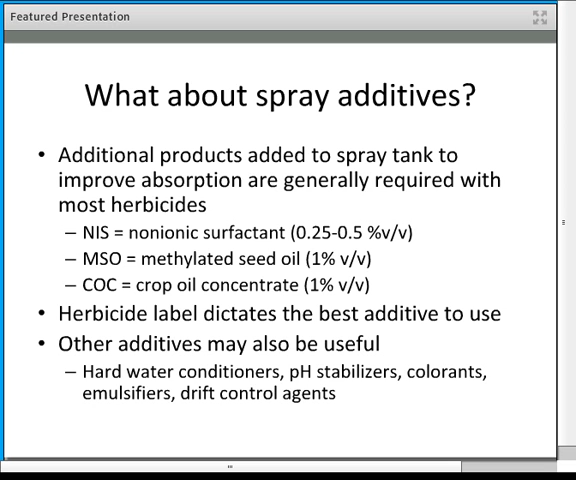 Featured Presentation
What about spray additives?
• Additional products added to spray tank to
improve absorption are generally required with
most herbicides
– NIS = nonionic surfactant (0.25-0.5 %v/v)
– MSO = methylated seed oil (1% v/v)
– COC = crop oil concentrate (1% v/v)
• Herbicide label dictates the best additive to use
• Other additives may also be useful
– Hard water conditioners, pH stabilizers, colorants,
emulsifiers, drift control agents